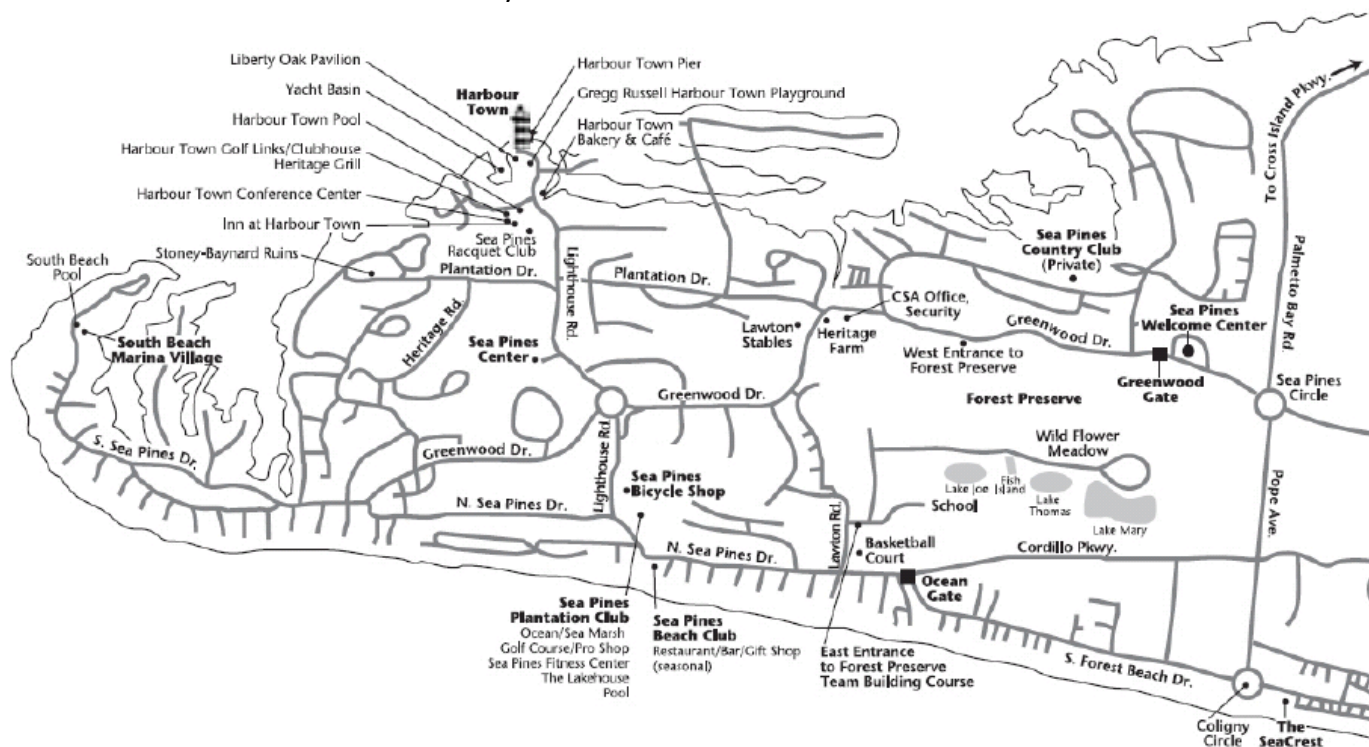 Liberty Oak Pavilion
Yacht Basin
Harbour Town Pool
Harbour Town Golf Links/Clubhouse
Heritage Grill
Harbour Town Conference Center
Inn at Harbour Town
Stoney-Baynard Ruins
South Beach
Pool
South Beach
Marina Village
Harbour
Town
Harbour Town Pier
Gregg Russell Harbour Town Playground
Harbour Town
Bakery & Café
Sea Pines
Racquet Club
Plantation Dr.
Lighthouse Rd.
Plantation Dr.
Heritage Rd.
Sea Pines
Center
Lawton
Stables
Heritage
Farm
CSA Office,
Security
West Entrance to
Forest Preserve
Greenwood Dr.
Sea Pines
Country Club
(Private)
Sea Pines
Welcome Center
Greenwood
Gate
To Cross Island Pkwy.
Palmetto Bay Rd.
Sea Pines
Circle
Forest Preserve
Greenwood Dr.
Wild Flower
Meadow
Lake Joe
Fish
Island
Lake
Thomas
Lake Mary
School
Pope Ave.
S. Sea Pines Dr.
Greenwood Dr.
Lighthouse Rd.
Sea Pines
Bicycle Shop
N. Sea Pines Dr.
N. Sea Pines Dr.
Lawton Rd.
Basketball
Court
Cordillo Pkwy.
Ocean
Gate
Sea Pines
Plantation Club
Ocean/Sea Marsh
Golf Course/Pro Shop
Sea Pines Fitness Center
The Lakehouse
Pool
Sea Pines
Beach Club
Restaurant/Bar/Gift Shop
(seasonal)
East Entrance
to Forest Preserve
Team Building Course
S. Forest Beach Dr.
Coligny
Circle
The
SeaCrest